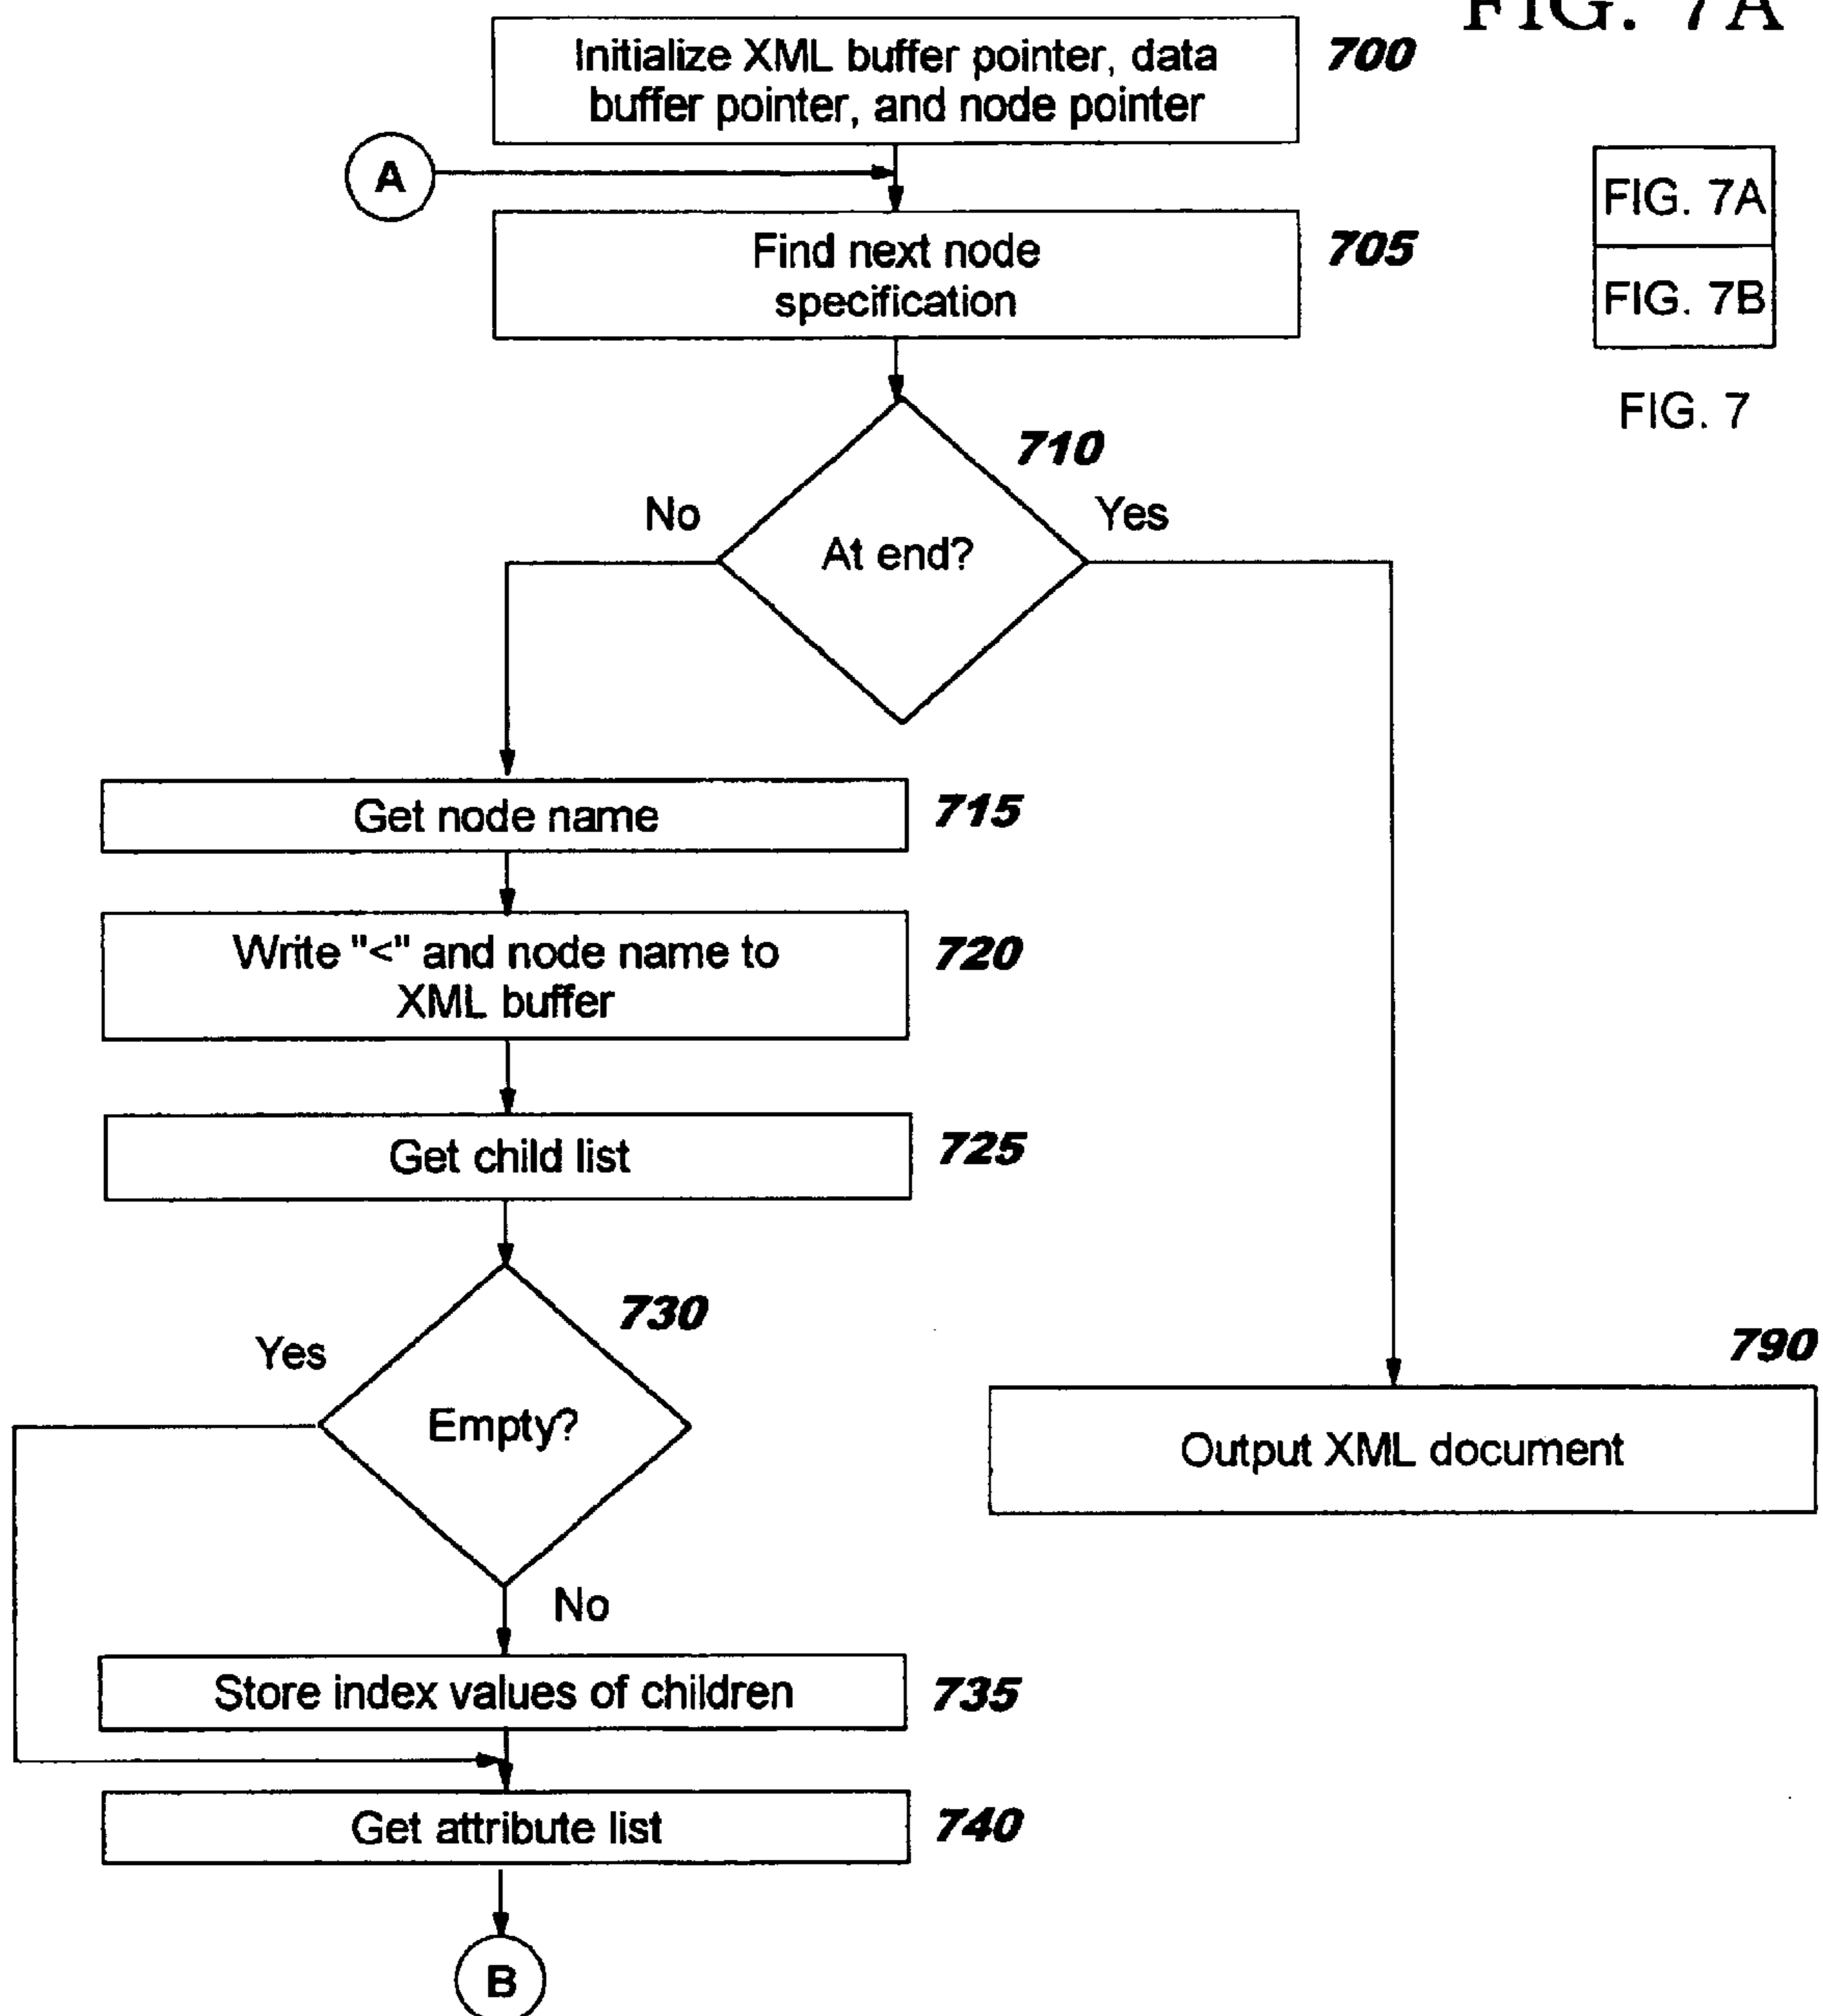 FIG. 7A
Initialize XML buffer pointer, data
buffer pointer, and node pointer
700
A
FIG. 7A
FIG. 7B
FIG. 7
Find next node
specification
705
710
No
Yes
At end?
Get node name
715
Write "<" and node name to
XML buffer
720
Get child list
725
730
Yes
Empty?
No
790
Output XML document
Store index values of children
735
Get attribute list
740
B